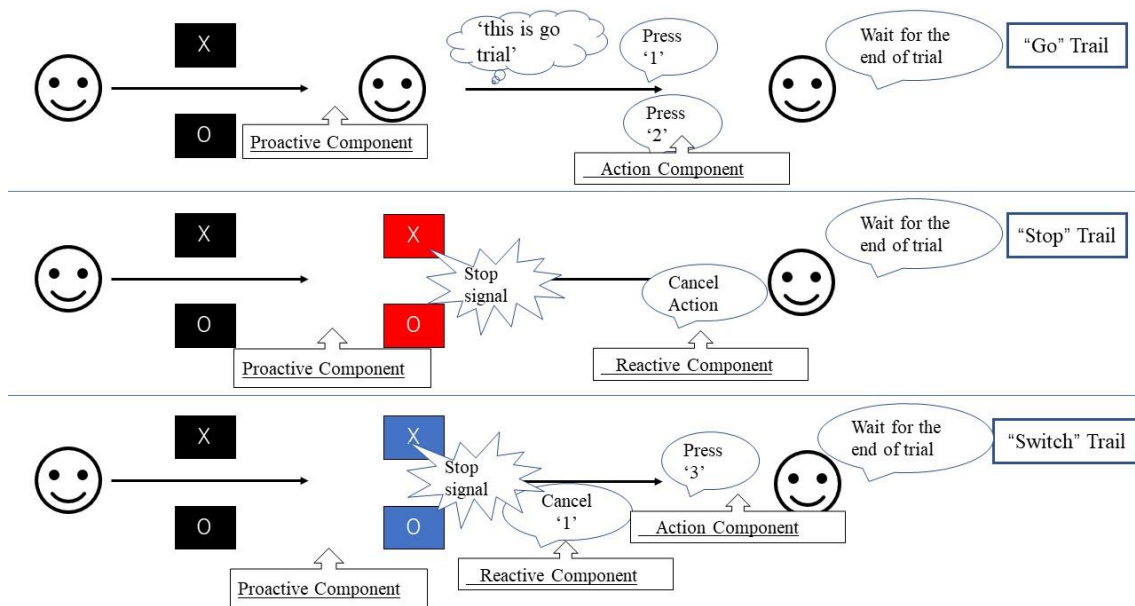 X
O
Proactive Component
‘this is go
trial’
Press
‘1’
Press
‘2’
Action Component
Wait for the
end of trial
“Go” Trail
X
O
Proactive Component
X
O
Stop
signal
Cancel
Action
Reactive Component
Wait for the
end of trial
“Stop” Trail
X
O
Proactive Component
X
O
Stop
signal
Cancel
‘1’
Reactive Component
Press
‘3’
Action Component
Wait for the
end of trial
“Switch” Trail